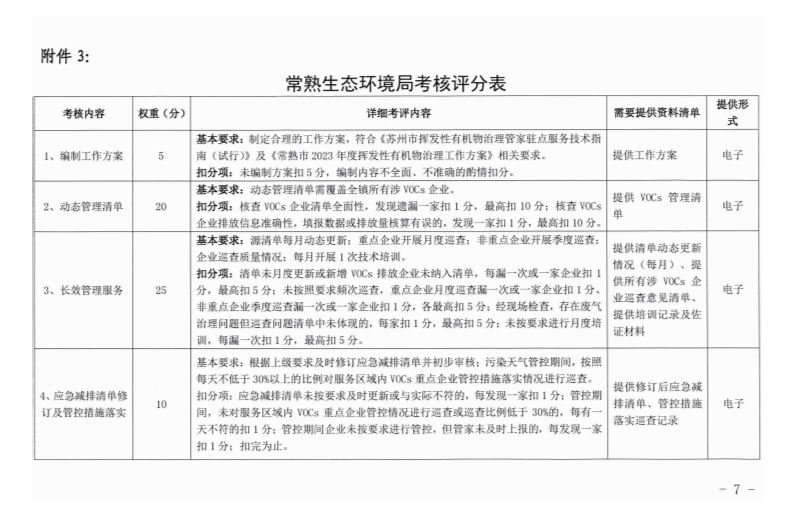 附件 3:
常熟生态环境局考核评分表
考核内容 权重（分） 详细考评内容 需要提供资料清单 提供形式
1、编制工作方案
5
基本要求：制定合理的工作方案，符合《苏州市挥发性有机物治理管家驻点服务技术指
南（试行）》及《常熟市 2023 年度挥发性有机物治理工作方案》相关要求。
扣分项：未编制方案扣 5 分，编制内容不全面、不准确的酌情扣分。
提供工作方案
电子
2、动态管理清单
20
基本要求：动态管理清单需覆盖全镇所有涉 VOCs 企业。
扣分项：核查 VOCs 企业清单全面性，发现遗漏一家扣 1 分，最高扣 10 分；核查 VOCs
企业排放信息准确性，填报数据或排放量核算有误的，发现一家扣 1 分，最高扣 10 分。
提供 VOCs 管理清
单
电子
3、长效管理服务
25
基本要求：源清单每月动态更新；重点企业开展月度巡查；非重点企业开展季度巡查；
企业巡查质量情况；每月开展 1 次技术培训。
扣分项：清单未月度更新或新增 VOCs 排放企业未纳入清单，每漏一次或一家企业扣 1
分，最高扣 5 分；未按照要求频次巡查，重点企业月度巡查漏一次或一家企业扣 1 分、
非重点企业季度巡查漏一次或一家企业扣 1 分，各最高扣 5 分；经现场检查，存在废气
治理问题但巡查问题清单中未体现的，每家扣 1 分，最高扣 5 分；未按要求进行月度培
训，每漏一次扣 1 分，最高扣 5 分。
提供清单动态更新
情况（每月）、提
供所有涉 VOCs 企
业巡查意见清单、
提供培训记录及佐
证材料
电子
4、应急减排清单修
订及管控措施落实
10
基本要求：根据上级要求及时修订应急减排清单并初步审核；污染天气管控期间，按照
每天不低于 30%以上的比例对服务区域内 VOCs 重点企业管控措施落实情况进行巡查。
扣分项：应急减排清单未按要求及时更新或与实际不符的，每发现一家扣 1 分；管控期
间，未对服务区域内 VOCs 重点企业管控情况进行巡查或巡查比例低于 30%的，每有一
天不符的扣 1 分；管控期间企业未按要求进行管控，但管家未及时上报的，每发现一家
扣 1 分；扣完为止。
提供修订后应急减
排清单、管控措施
落实巡查记录
电子
- 7 -